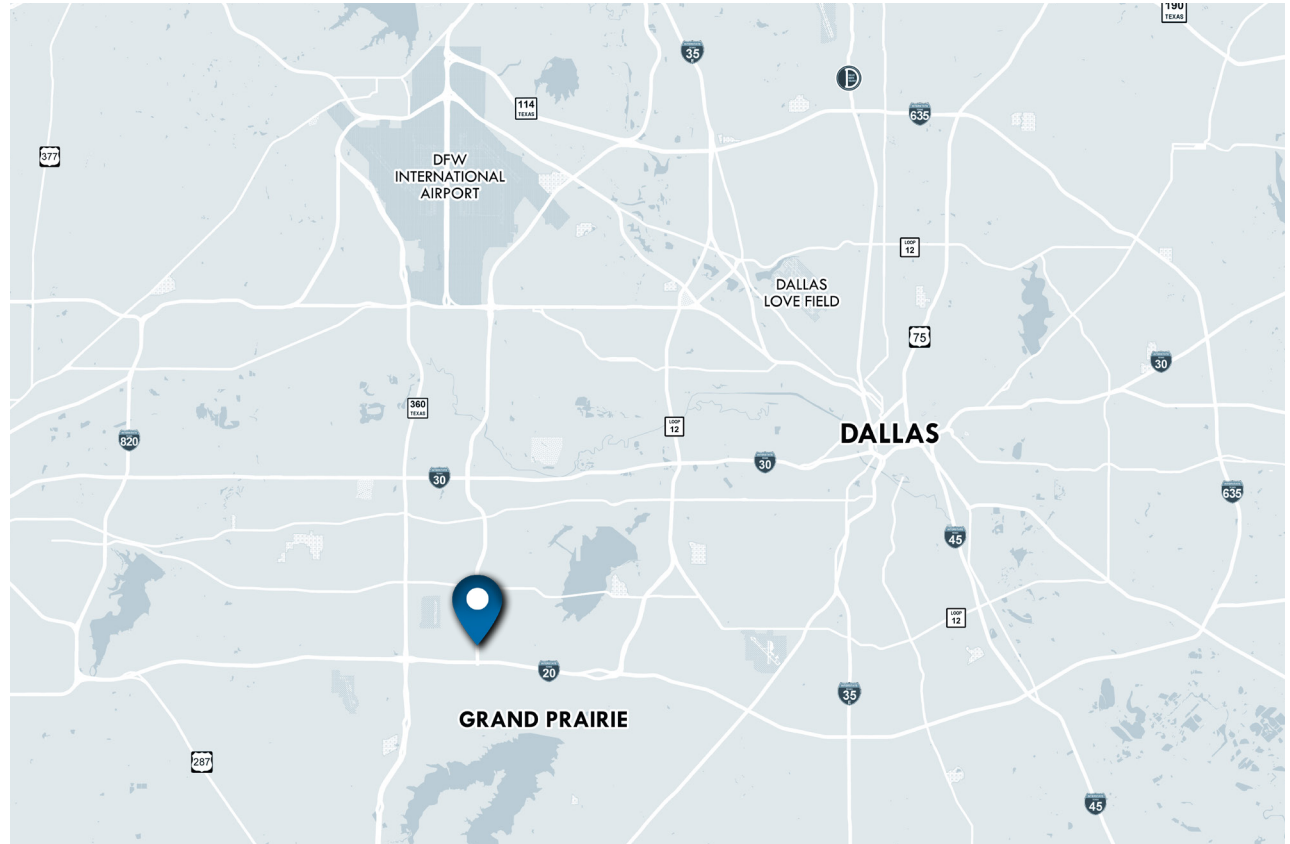 190
TEXAS
35
E
D
635
114
TEXAS
377
DFW
INTERNATIONAL
AIRPORT
LOOP
12
DALLAS
LOVE FIELD
75
30
360
TEXAS
LOOP
12
DALLAS
820
30
30
635
45
LOOP
12
20
35
E
GRAND PRAIRIE
287
45